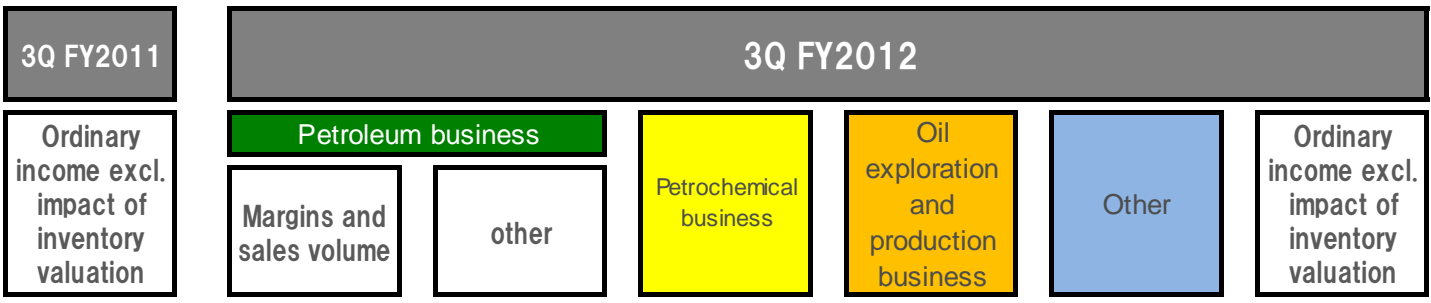 3Q FY2011
3Q FY2012
Ordinary
income excl.
impact of
inventory
valuation
Petroleum business
Margins and
sales volume
other
Petrochemical
business
Oil
exploration
and
production
business
Other
Ordinary
income excl.
impact of
inventory
valuation